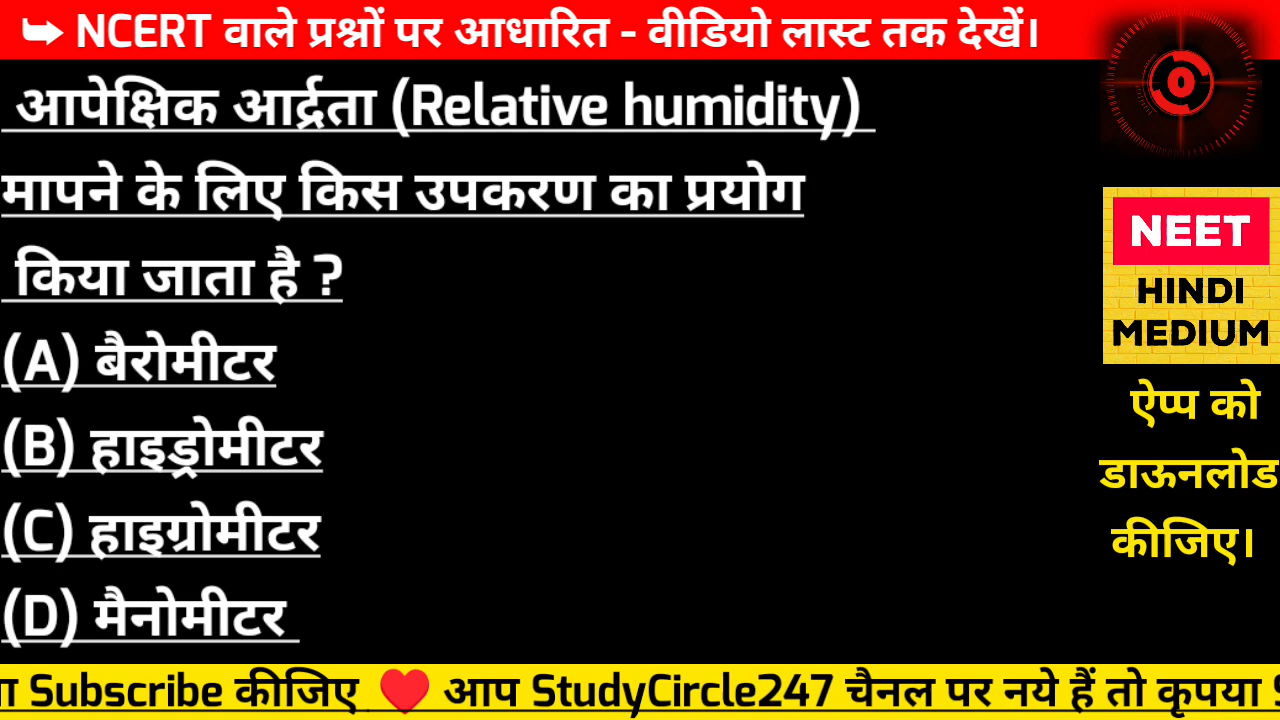 ➥ NCERT वाले प्रश्नों पर आधारित - वीडियो लास्ट तक देखें।
आपेक्षिक आर्द्रता (Relative humidity)
मापने के लिए किस उपकरण का प्रयोग
किया जाता है ?
(A) बैरोमीटर
(B) हाइड्रोमीटर
(C) हाइग्रोमीटर
(D) मैनोमीटर
0
NEET
HINDI
MEDIUM
ऐप्प को
डाऊनलोड
कीजिए।
Subscribe कीजिए ❤️ आप StudyCircle247 चैनल पर नये हैं तो कृपया